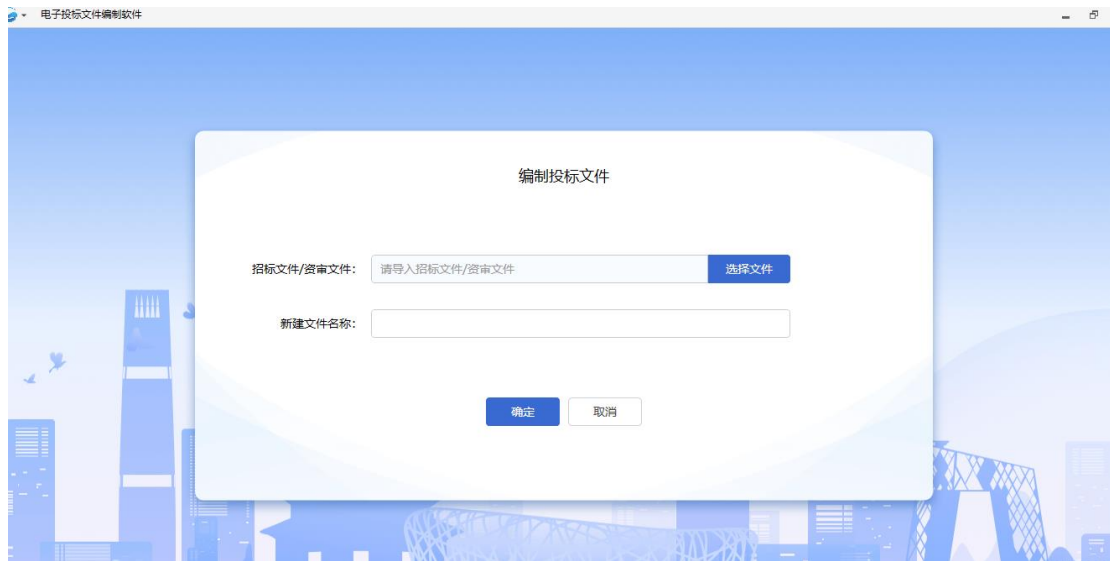 电子投标文件编制软件
编制投标文件
招标文件/资审文件： 请导入招标文件/资审文件 选择文件
新建文件名称：
确定 取消